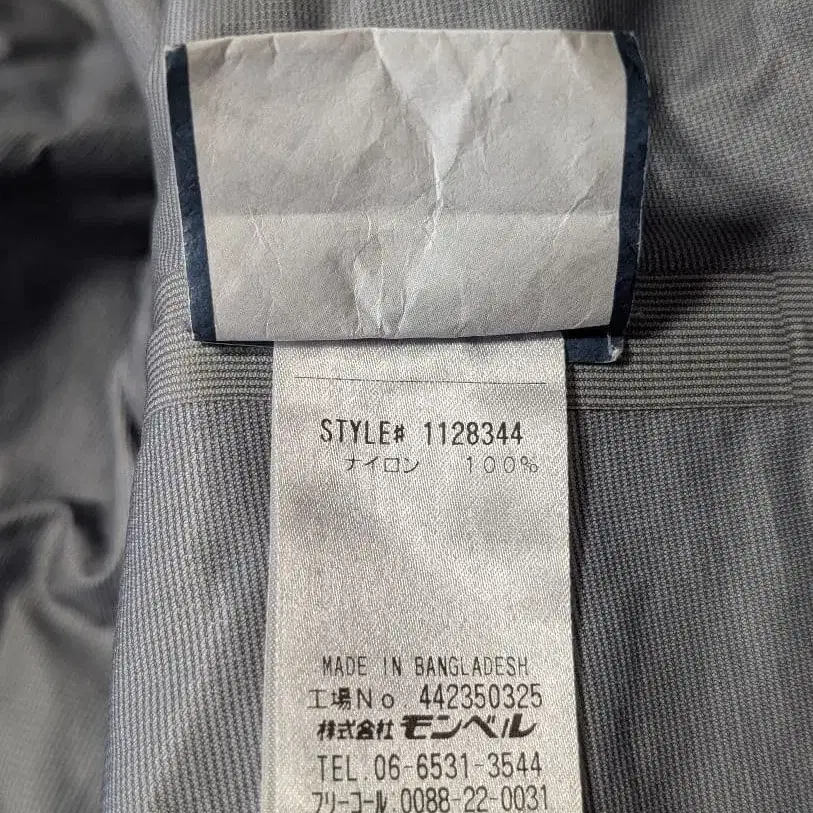 STYLE# 1128344
ナイロン 100%
MADE IN BANGLADESH
工場No 442350325
株式会社モンベル
TEL.06-6531-3544
フリーコール.0088-22-0031